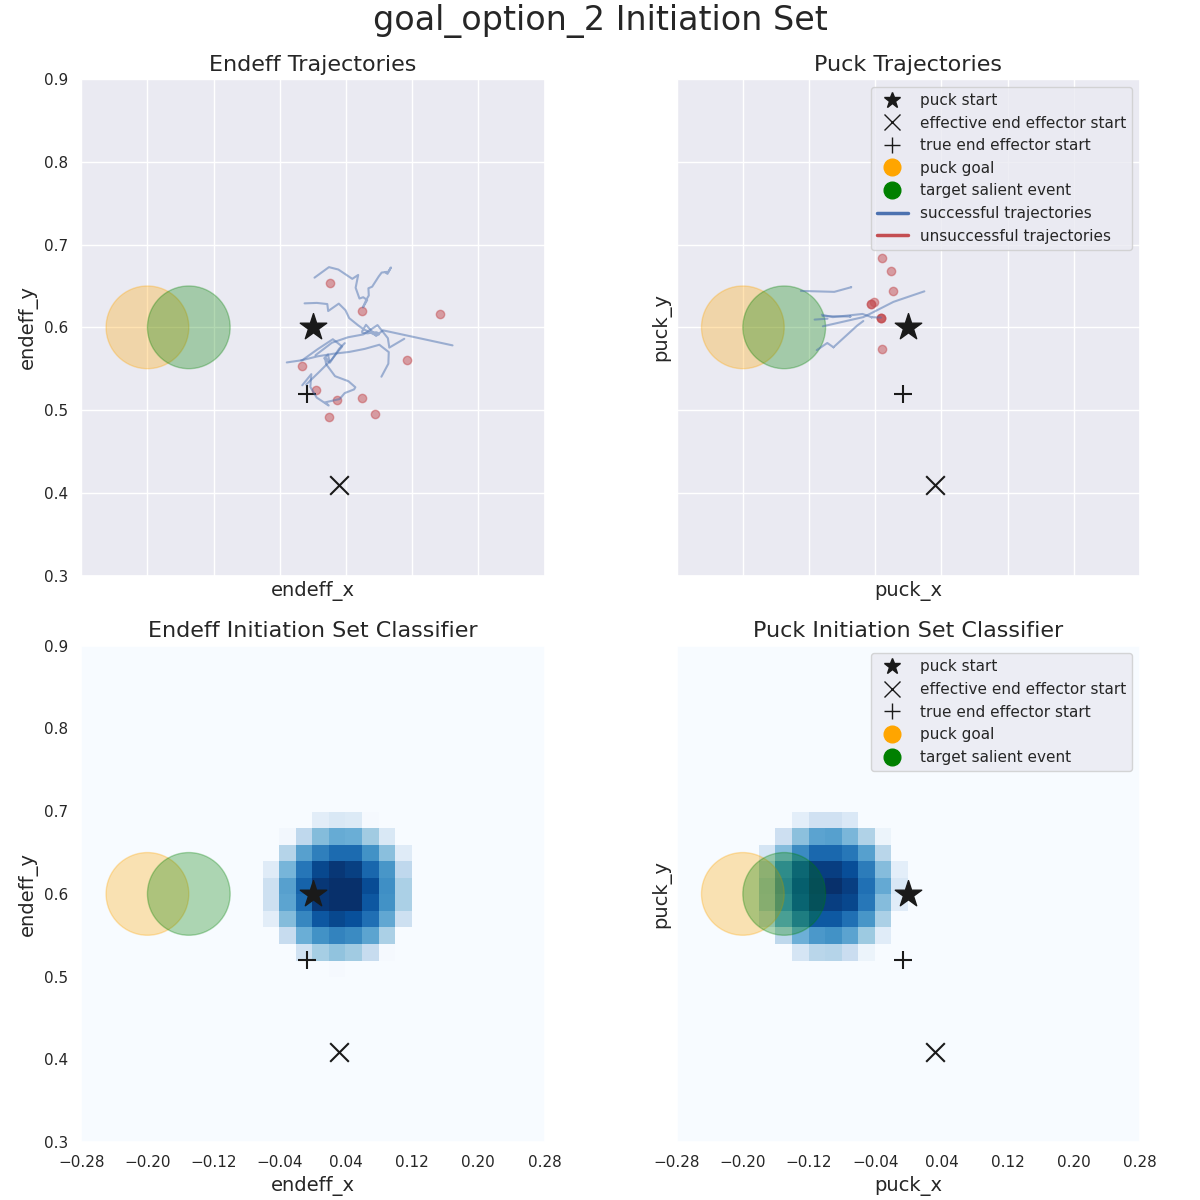 goal_option_2 Initiation Set
Endeff Trajectories
0.9
0.8
0.7
0.6
0.5
0.4
0.3
endeff_y
endeff_x
Puck Trajectories
puck start
effective end effector start
true end effector start
puck goal
target salient event
successful trajectories
unsuccessful trajectories
puck_y
puck_x
Endeff Initiation Set Classifier
0.9
0.8
0.7
0.6
0.5
0.4
0.3
endeff_y
−0.28 −0.20 −0.12 −0.04 0.04 0.12 0.20 0.28
endeff_x
Puck Initiation Set Classifier
puck start
effective end effector start
true end effector start
puck goal
target salient event
puck_y
−0.28 −0.20 −0.12 −0.04 0.04 0.12 0.20 0.28
puck_x